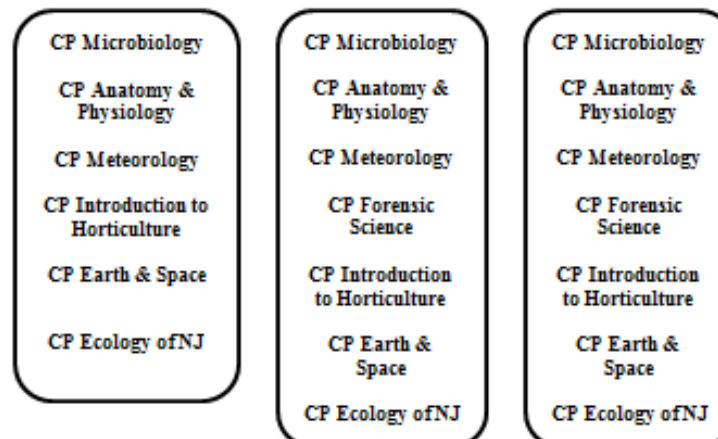 CP Microbiology
CP Anatomy &
Physiology
CP Meteorology
CP Introduction to
Horticulture
CP Earth & Space
CP Ecology of NJ
CP Microbiology
CP Anatomy &
Physiology
CP Meteorology
CP Forensic
Science
CP Introduction
to Horticulture
CP Earth &
Space
CP Ecology of NJ
CP Microbiology
CP Anatomy &
Physiology
CP Meteorology
CP Forensic
Science
CP Introduction
to Horticulture
CP Earth &
Space
CP Ecology of NJ